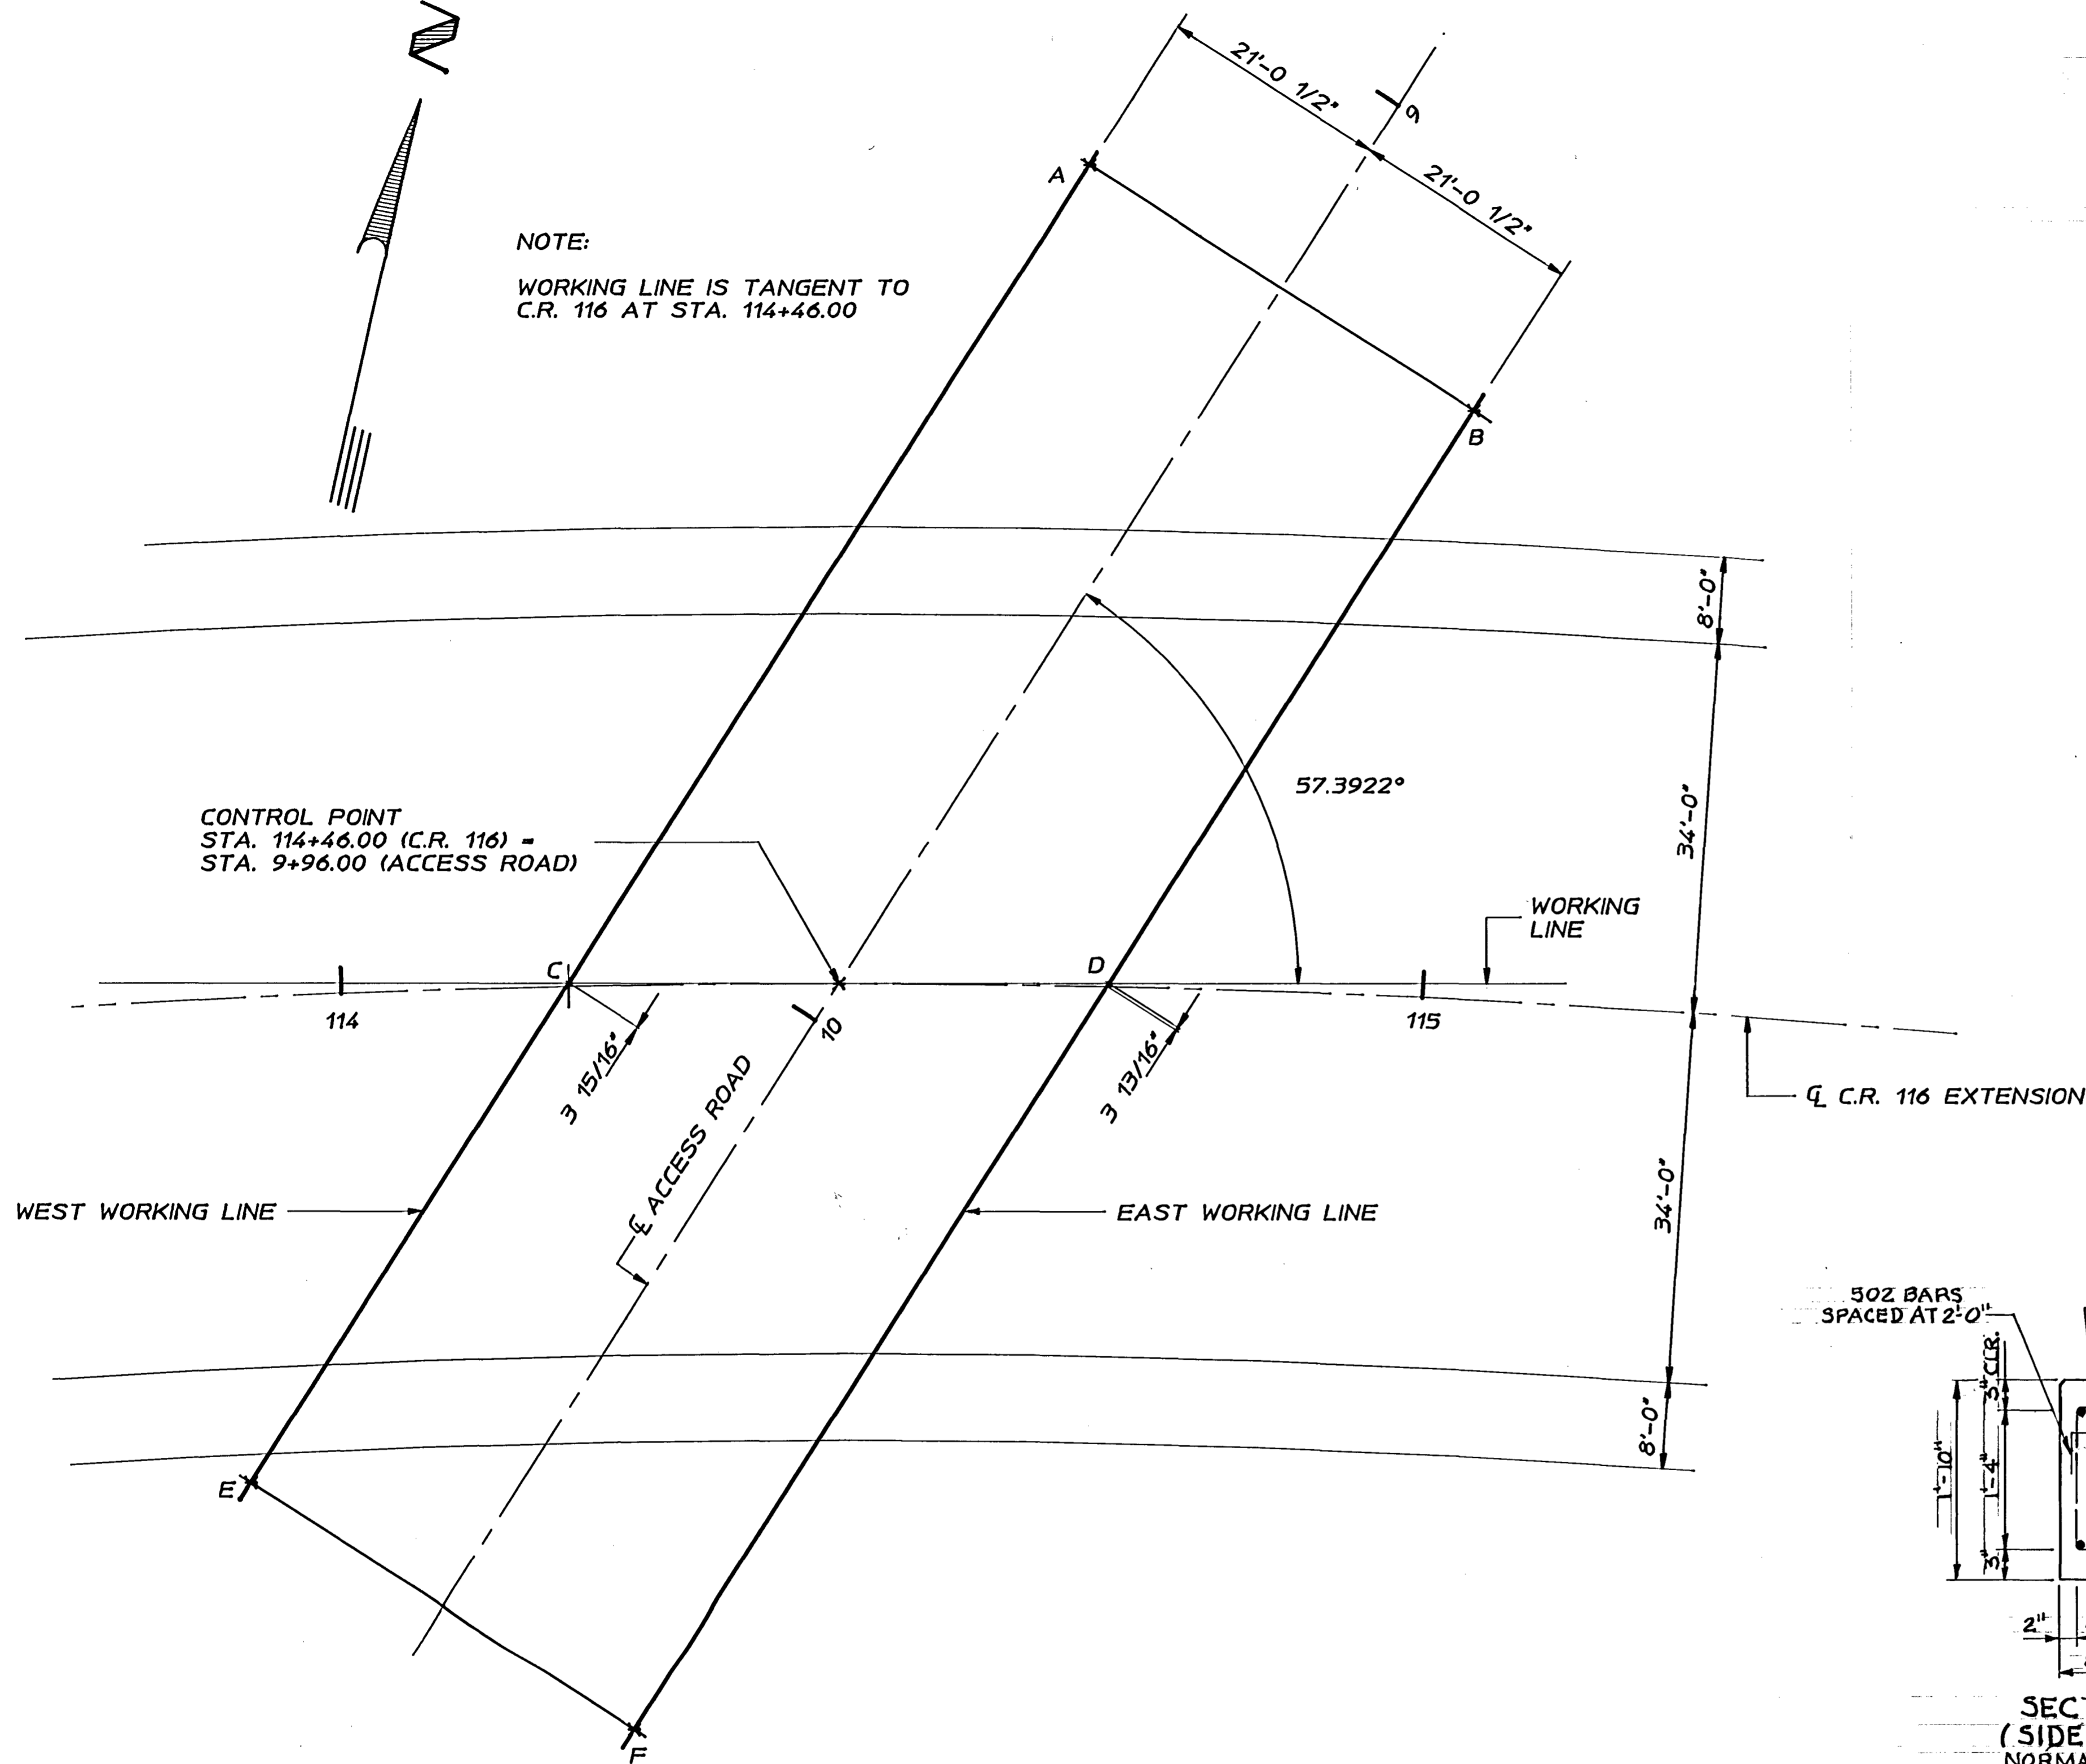 N
21'-0 1/2"
9
21'-0 1/2"
A
B
NOTE:
WORKING LINE IS TANGENT TO
C.R. 116 AT STA. 114+46.00
8'-0"
57.3922°
34'-0"
CONTROL POINT
STA. 114+46.00 (C.R. 116) =
STA. 9+96.00 (ACCESS ROAD)
WORKING
LINE
C
D
114
10
115
3 15/16"
3 13/16"
℄ ACCESS ROAD
℄ C.R. 116 EXTENSION
WEST WORKING LINE
EAST WORKING LINE
34'-0"
8'-0"
E
F
502 BARS
SPACED AT 2'-0"
3" CLR.
1'-10"
1'-4"
3"
2"
SEC
(SIDE
NORMA